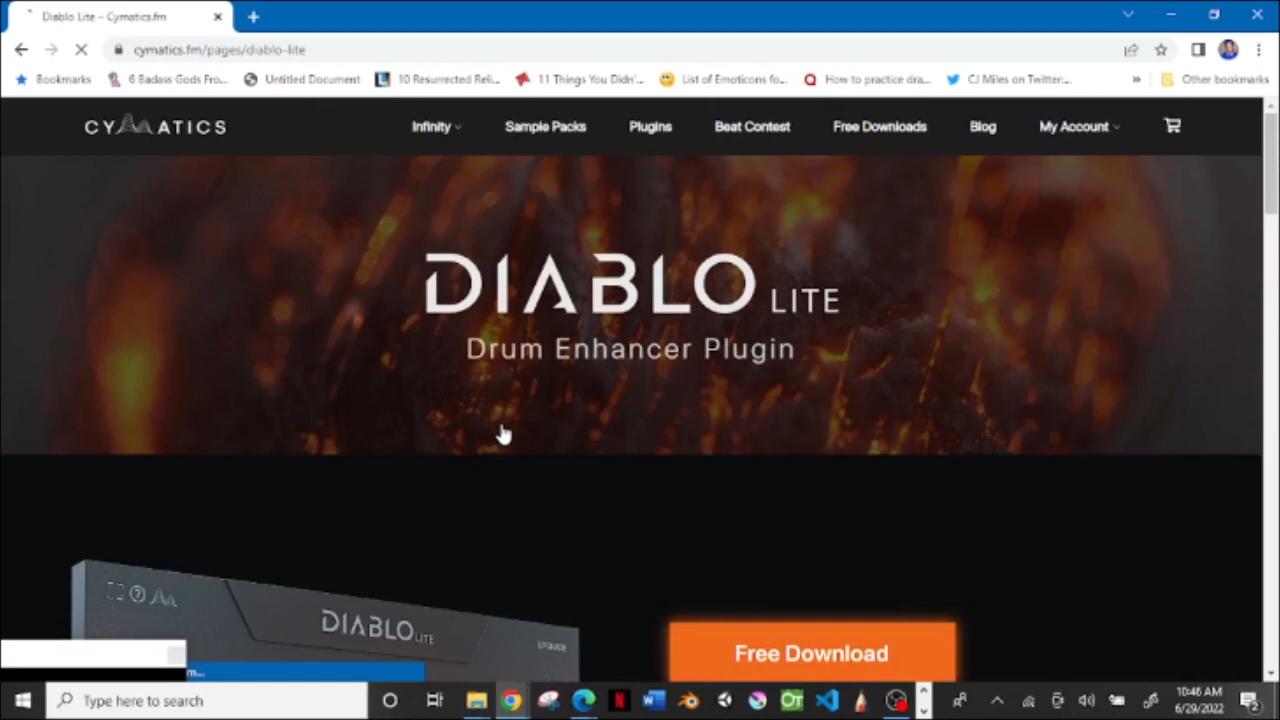 Diablo Lite – Cymatics.fm
cymatics.fm/pages/diablo-lite
Bookmarks
6 Badass Gods Fro...
Untitled Document
10 Resurrected Reli...
11 Things You Didn'...
List of Emoticons fo...
How to practice dra...
CJ Miles on Twitter:...
Other bookmarks
CYMATICS
Infinity
Sample Packs
Plugins
Beat Contest
Free Downloads
Blog
My Account
DIABLO LITE
Drum Enhancer Plugin
DIABLO LITE
UPGRADE
Free Download
m...
Type here to search
10:46 AM
6/29/2022
2